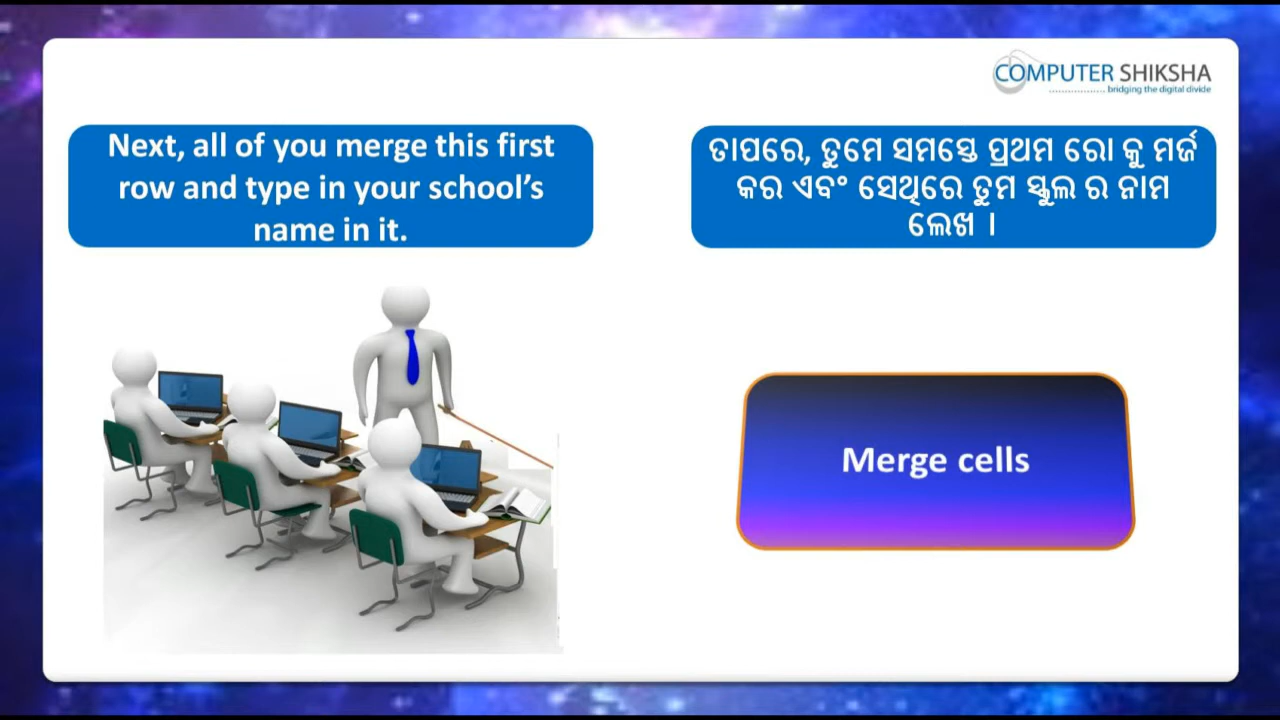 COMPUTER SHIKSHA
bridging the digital divide
Next, all of you merge this first
row and type in your school’s
name in it.
ତାପରେ, ତୁମେ ସମସ୍ତେ ପ୍ରଥମ ରୋ କୁ ମର୍ଜ
କର ଏବଂ ସେଥିରେ ତୁମ ସ୍କୁଲ ର ନାମ
ଲେଖ ।
Merge cells